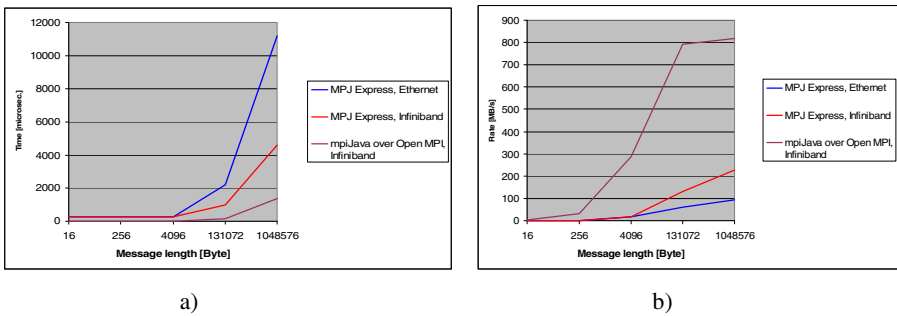 12000
10000
8000
6000
4000
2000
0
Time [microsec.]
16 256 4096 131072 1048576
Message length [Byte]
MPJ Express, Ethernet
MPJ Express, Infiniband
mpiJava over Open MPI,
Infiniband
a)
900
800
700
600
500
400
300
200
100
0
Rate [MB/s]
16 256 4096 131072 1048576
Message length [Byte]
MPJ Express, Ethernet
MPJ Express, Infiniband
mpiJava over Open MPI,
Infiniband
b)